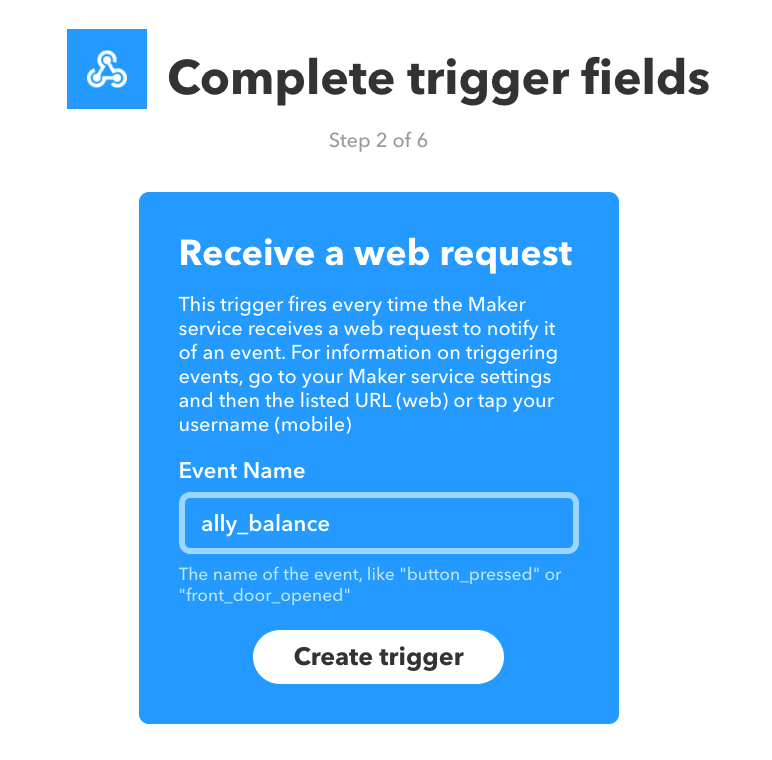 Complete trigger fields
Step 2 of 6
Receive a web request
This trigger fires every time the Maker
service receives a web request to notify it
of an event. For information on triggering
events, go to your Maker service settings
and then the listed URL (web) or tap your
username (mobile)
Event Name
ally_balance
The name of the event, like "button_pressed" or
"front_door_opened"
Create trigger